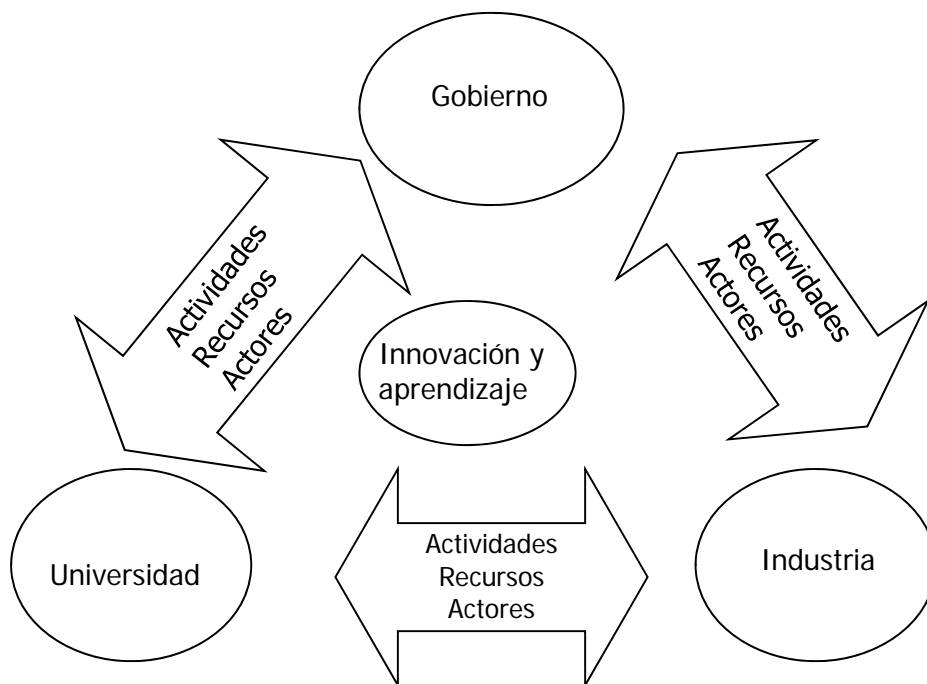 Gobierno
Actividades
Recursos
Actores
Actividades
Recursos
Actores
Innovación y
aprendizaje
Universidad
Actividades
Recursos
Actores
Industria